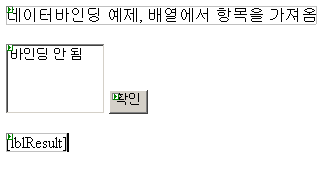 데이터바인딩 예제, 배열에서 항목을 가져옴
바인딩 안 됨
확인
[lblResult]